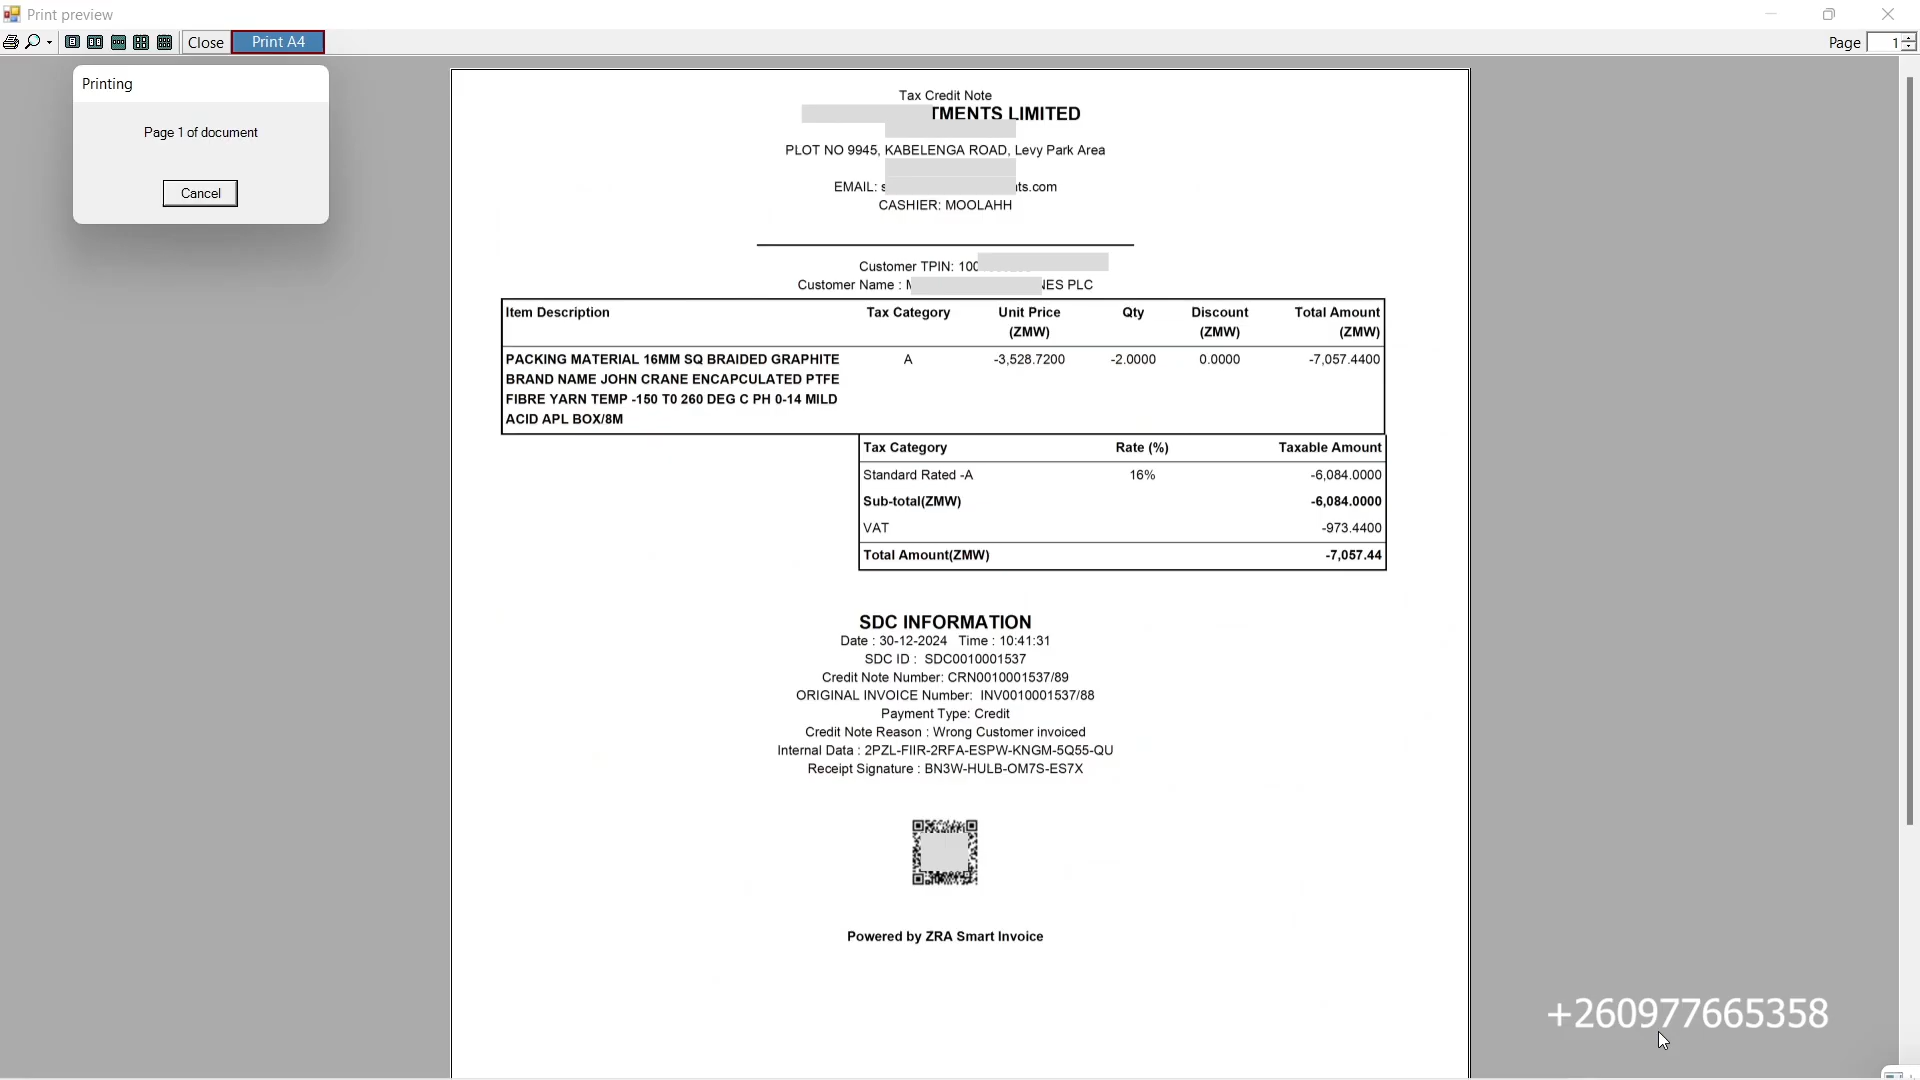 Print preview
Close Print A4 Page 1
Printing
Page 1 of document
Cancel
Tax Credit Note
TMENTS LIMITED
PLOT NO 9945, KABELENGA ROAD, Levy Park Area
EMAIL: s ts.com
CASHIER: MOOLAHH
Customer TPIN: 100
Customer Name : NES PLC
Item Description Tax Category Unit Price (ZMW) Qty Discount (ZMW) Total Amount (ZMW)
PACKING MATERIAL 16MM SQ BRAIDED GRAPHITE A -3,528.7200 -2.0000 0.0000 -7,057.4400
BRAND NAME JOHN CRANE ENCAPCULATED PTFE
FIBRE YARN TEMP -150 T0 260 DEG C PH 0-14 MILD
ACID APL BOX/8M
Tax Category Rate (%) Taxable Amount
Standard Rated -A 16% -6,084.0000
Sub-total(ZMW) -6,084.0000
VAT -973.4400
Total Amount(ZMW) -7,057.44
SDC INFORMATION
Date : 30-12-2024 Time : 10:41:31
SDC ID : SDC0010001537
Credit Note Number: CRN0010001537/89
ORIGINAL INVOICE Number: INV0010001537/88
Payment Type: Credit
Credit Note Reason : Wrong Customer invoiced
Internal Data : 2PZL-FIIR-2RFA-ESPW-KNGM-5Q55-QU
Receipt Signature : BN3W-HULB-OM7S-ES7X
Powered by ZRA Smart Invoice
+260977665358